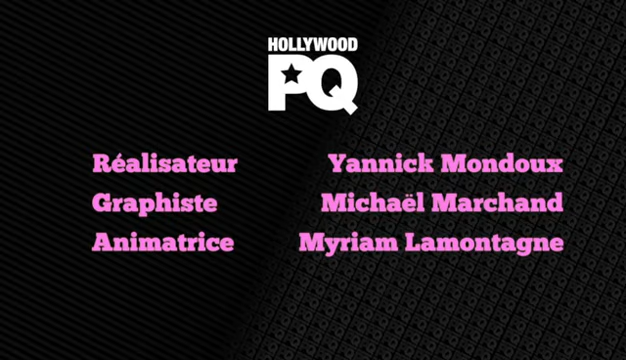 HOLLYWOOD
PQ
Réalisateur Yannick Mondoux
Graphiste Michaël Marchand
Animatrice Myriam Lamontagne